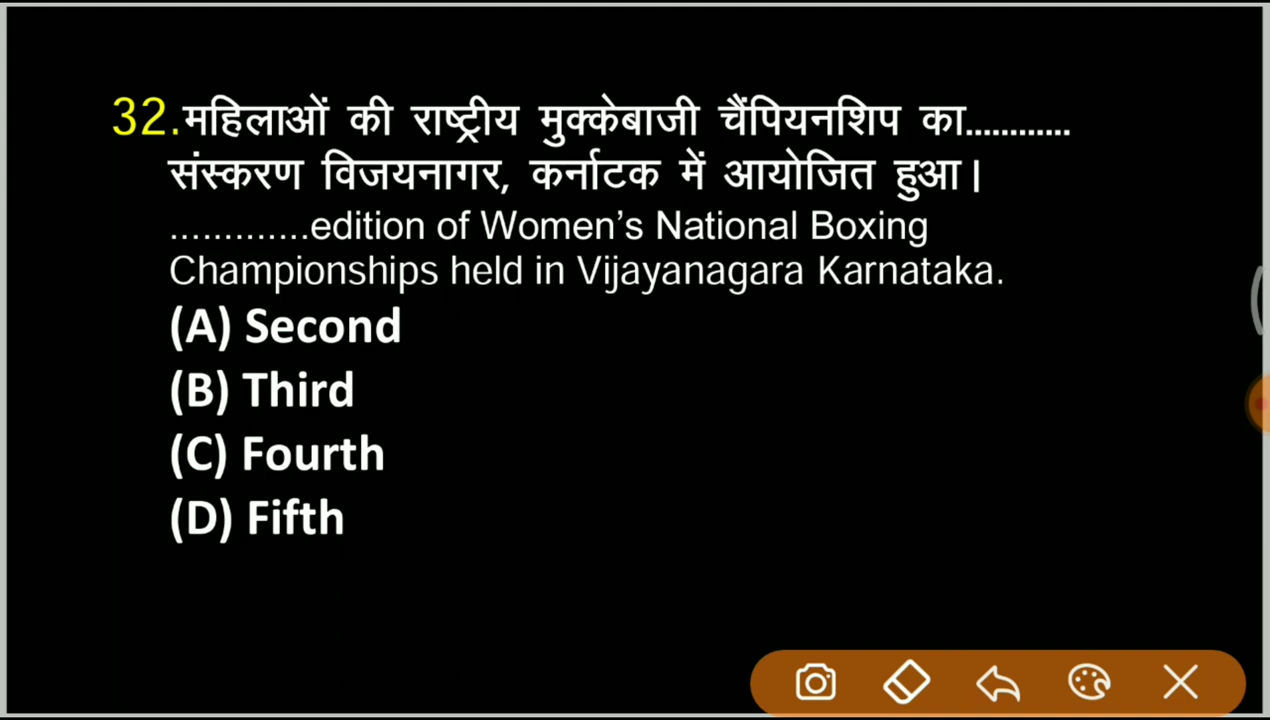 32.महिलाओं की राष्ट्रीय मुक्केबाजी चैंपियनशिप का............
संस्करण विजयनागर, कर्नाटक में आयोजित हुआ।
.............edition of Women’s National Boxing
Championships held in Vijayanagara Karnataka.
(A) Second
(B) Third
(C) Fourth
(D) Fifth